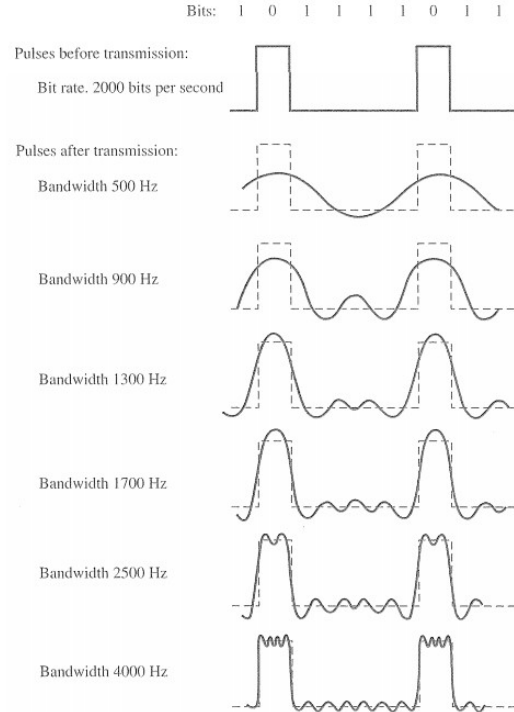 Bits: 1 0 1 1 1 1 0 1 1
Pulses before transmission:
Bit rate. 2000 bits per second
Pulses after transmission:
Bandwidth 500 Hz
Bandwidth 900 Hz
Bandwidth 1300 Hz
Bandwidth 1700 Hz
Bandwidth 2500 Hz
Bandwidth 4000 Hz